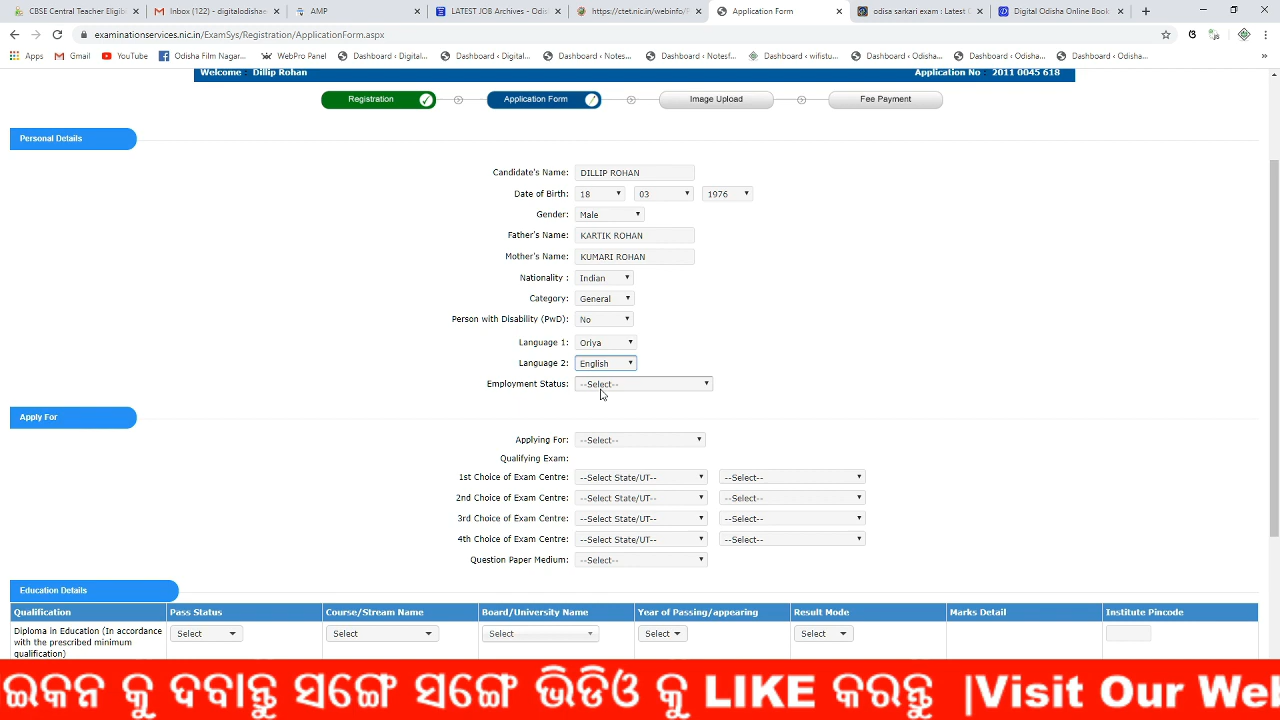 CBSE Central Teacher Eligib
Inbox (122) - digitalodishae
AMP
LATEST JOB Archives - Odis
https://ctet.nic.in/webinfo/F
Application Form
odisa sarkari exam : Latest O
Digital Odisha Online Book
examinationservices.nic.in/ExamSys/Registration/ApplicationForm.aspx
Apps Gmail YouTube Odisha Film Nagar... WebPro Panel Dashboard ‹ Digital... Dashboard ‹ Digital... Dashboard ‹ Notes... Dashboard ‹ Notesf... Dashboard ‹ wifistu... Dashboard ‹ Odisha... Dashboard ‹ Odisha... »
Welcome : Dillip Rohan Application No : 2011 0045 618
Registration Application Form Image Upload Fee Payment
Personal Details
Candidate's Name: DILLIP ROHAN
Date of Birth: 18 03 1976
Gender: Male
Father's Name: KARTIK ROHAN
Mother's Name: KUMARI ROHAN
Nationality : Indian
Category: General
Person with Disability (PwD): No
Language 1: Oriya
Language 2: English
Employment Status: --Select--
Apply For
Applying For: --Select--
Qualifying Exam:
1st Choice of Exam Centre: --Select State/UT-- --Select--
2nd Choice of Exam Centre: --Select State/UT-- --Select--
3rd Choice of Exam Centre: --Select State/UT-- --Select--
4th Choice of Exam Centre: --Select State/UT-- --Select--
Question Paper Medium: --Select--
Education Details
Qualification Pass Status Course/Stream Name Board/University Name Year of Passing/appearing Result Mode Marks Detail Institute Pincode
Diploma in Education (In accordance Select Select Select Select Select
with the prescribed minimum
qualification)
ଇକନ କୁ ଦବାନ୍ତୁ ସଙ୍ଗେ ସଙ୍ଗେ ଭିଡିଓ କୁ LIKE କରନ୍ତୁ |Visit Our Web